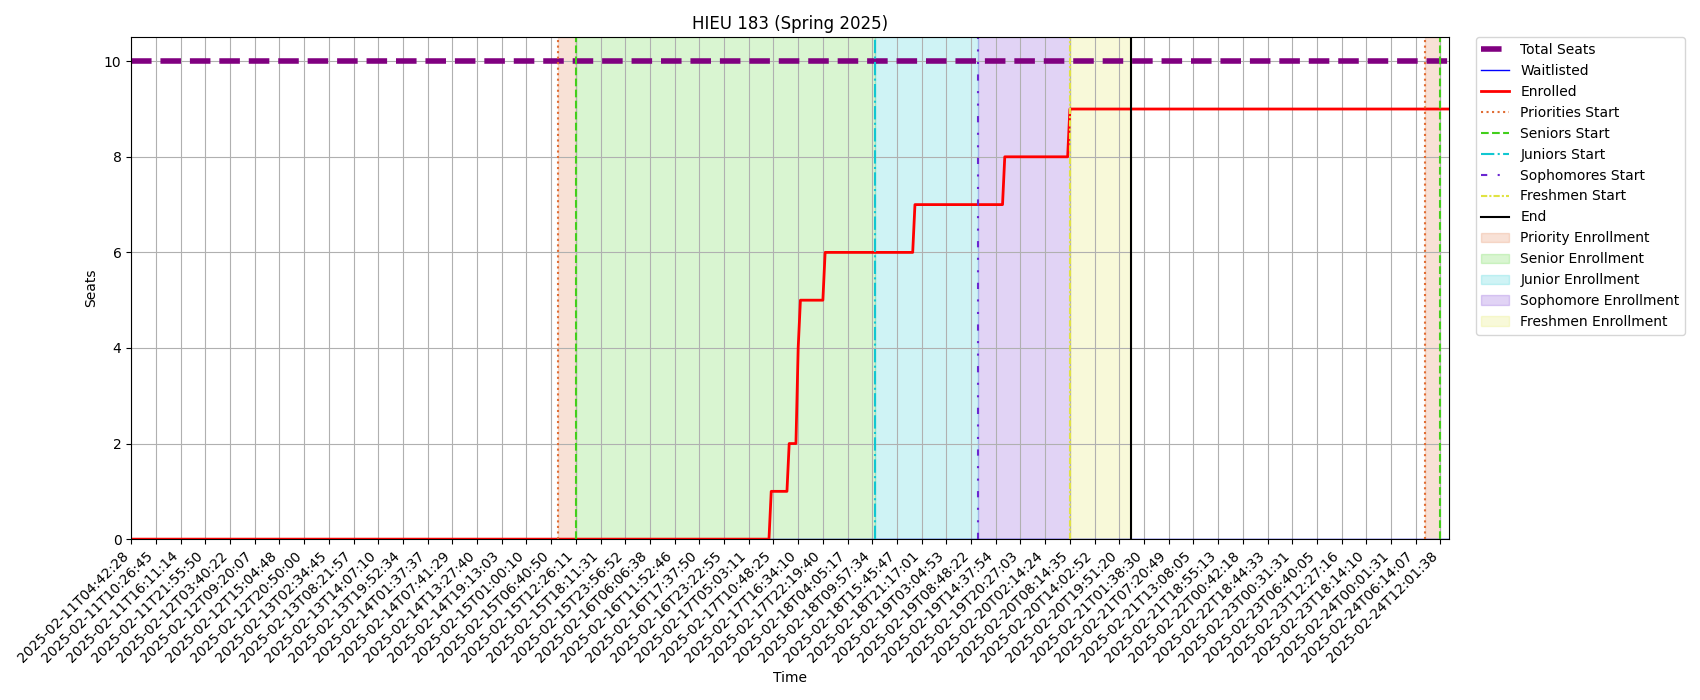 HIEU 183 (Spring 2025)
Seats
10
8
6
4
2
0
2025-02-11T04:42:28
2025-02-11T10:26:45
2025-02-11T16:11:14
2025-02-11T21:55:50
2025-02-12T03:40:22
2025-02-12T09:20:07
2025-02-12T15:04:48
2025-02-12T20:50:00
2025-02-13T02:34:45
2025-02-13T08:21:57
2025-02-13T14:07:10
2025-02-13T19:52:34
2025-02-14T01:37:37
2025-02-14T07:41:29
2025-02-14T13:27:40
2025-02-14T19:13:03
2025-02-15T01:00:10
2025-02-15T06:40:50
2025-02-15T12:26:11
2025-02-15T18:11:31
2025-02-15T23:56:52
2025-02-16T06:06:38
2025-02-16T11:52:46
2025-02-16T17:37:50
2025-02-16T23:22:55
2025-02-17T05:03:11
2025-02-17T10:48:25
2025-02-17T16:34:10
2025-02-17T22:19:40
2025-02-18T04:05:17
2025-02-18T09:57:34
2025-02-18T15:45:47
2025-02-18T21:17:01
2025-02-19T03:04:53
2025-02-19T08:48:22
2025-02-19T14:37:54
2025-02-19T20:27:03
2025-02-20T02:14:24
2025-02-20T08:14:35
2025-02-20T14:02:52
2025-02-20T19:51:20
2025-02-21T01:38:30
2025-02-21T07:20:49
2025-02-21T13:08:05
2025-02-21T18:55:13
2025-02-22T00:42:18
2025-02-22T18:44:33
2025-02-23T00:31:31
2025-02-23T06:40:05
2025-02-23T12:27:16
2025-02-23T18:14:10
2025-02-24T00:01:31
2025-02-24T06:14:07
2025-02-24T12:01:38
Time
Total Seats
Waitlisted
Enrolled
Priorities Start
Seniors Start
Juniors Start
Sophomores Start
Freshmen Start
End
Priority Enrollment
Senior Enrollment
Junior Enrollment
Sophomore Enrollment
Freshmen Enrollment